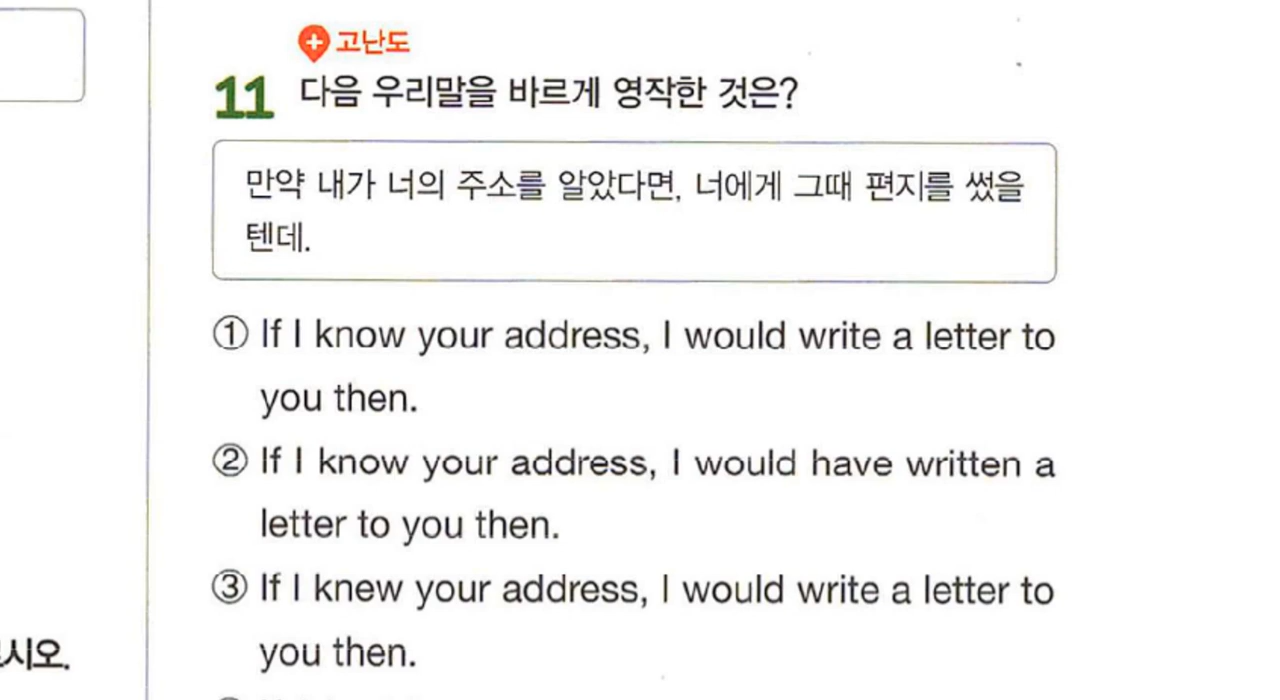 고난도
11 다음 우리말을 바르게 영작한 것은?
만약 내가 너의 주소를 알았다면, 너에게 그때 편지를 썼을
텐데.
① If I know your address, I would write a letter to
you then.
② If I know your address, I would have written a
letter to you then.
③ If I knew your address, I would write a letter to
시오.
you then.